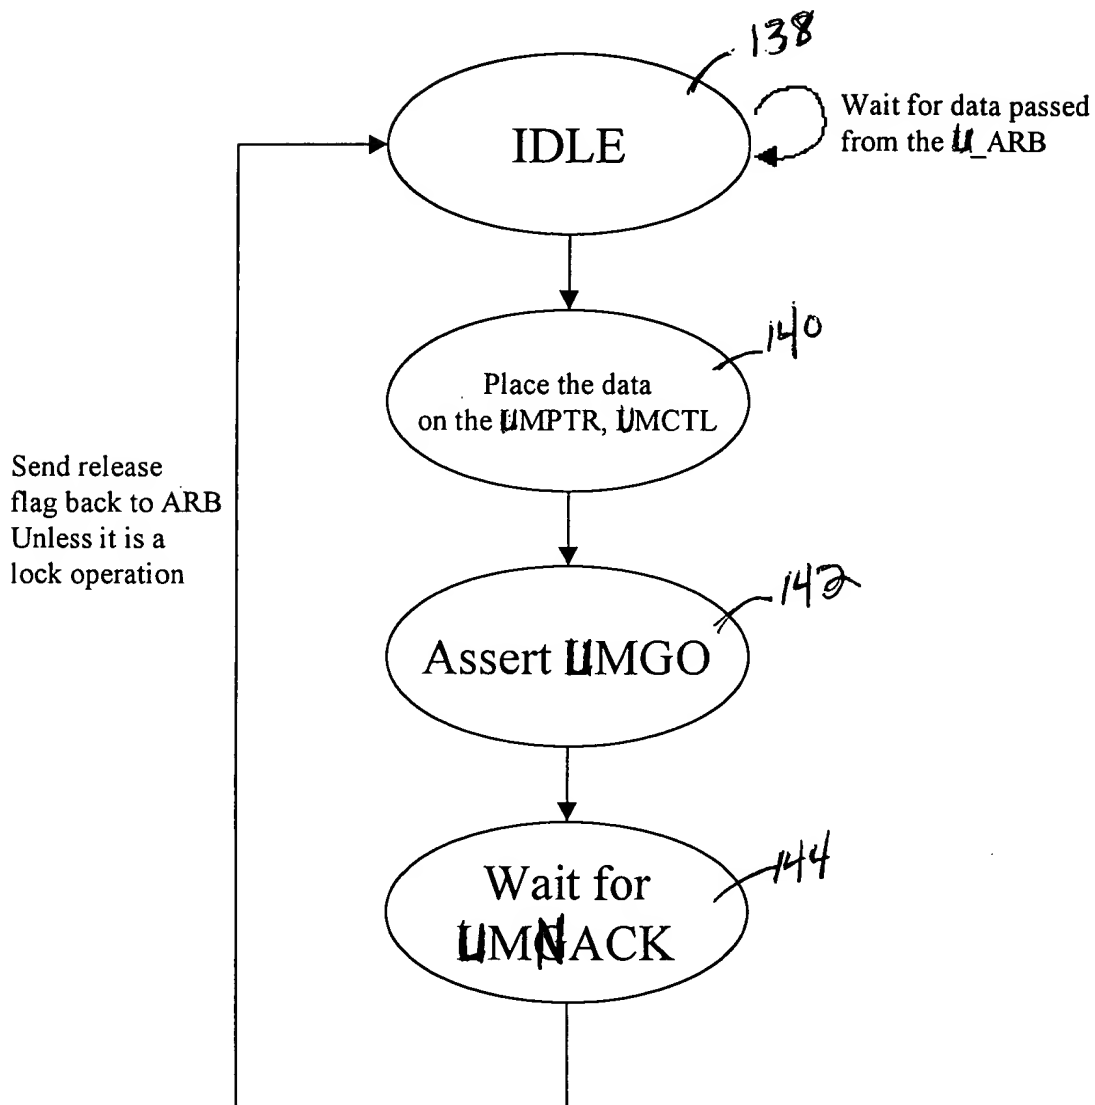 138
Wait for data passed
from the U_ARB
IDLE
140
Place the data
on the UMPTR, UMCTL
Send release
flag back to ARB
Unless it is a
lock operation
142
Assert UMGO
144
Wait for
UMNACK